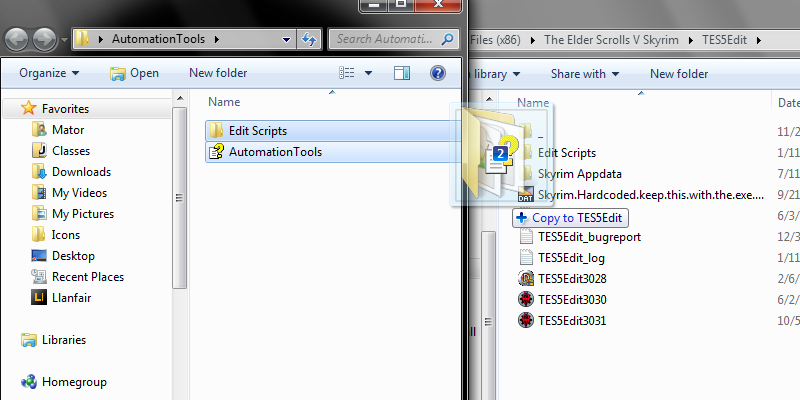 AutomationTools
Search Automati...
Organize
Open
New folder
Name
Favorites
Mator
Classes
Downloads
My Videos
My Pictures
Icons
Desktop
Recent Places
Llanfair
Libraries
Homegroup
Edit Scripts
AutomationTools
2
Copy to TES5Edit
Files (x86) The Elder Scrolls V Skyrim TES5Edit
library Share with New folder
Name Date
_ 11/2
Edit Scripts 1/11
Skyrim Appdata 7/11
DAT Skyrim.Hardcoded.keep.this.with.the.exe.... 9/21
6/3/
TES5Edit_bugreport 12/3
TES5Edit_log 1/11
TES5Edit3028 2/6/
TES5Edit3030 6/2/
TES5Edit3031 10/5